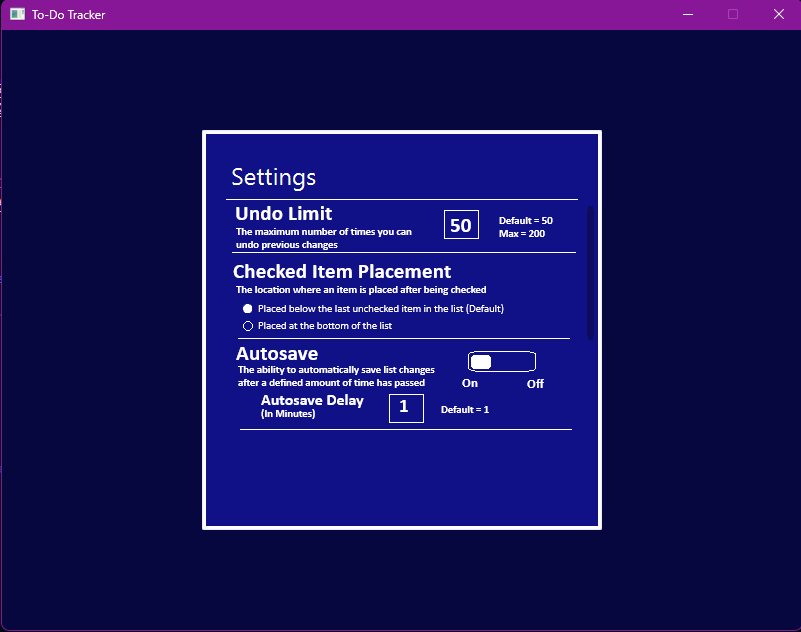 To-Do Tracker
Settings
Undo Limit
The maximum number of times you can
undo previous changes
50
Default = 50
Max = 200
Checked Item Placement
The location where an item is placed after being checked
Placed below the last unchecked item in the list (Default)
Placed at the bottom of the list
Autosave
The ability to automatically save list changes
after a defined amount of time has passed
On
Off
Autosave Delay
(In Minutes)
1
Default = 1